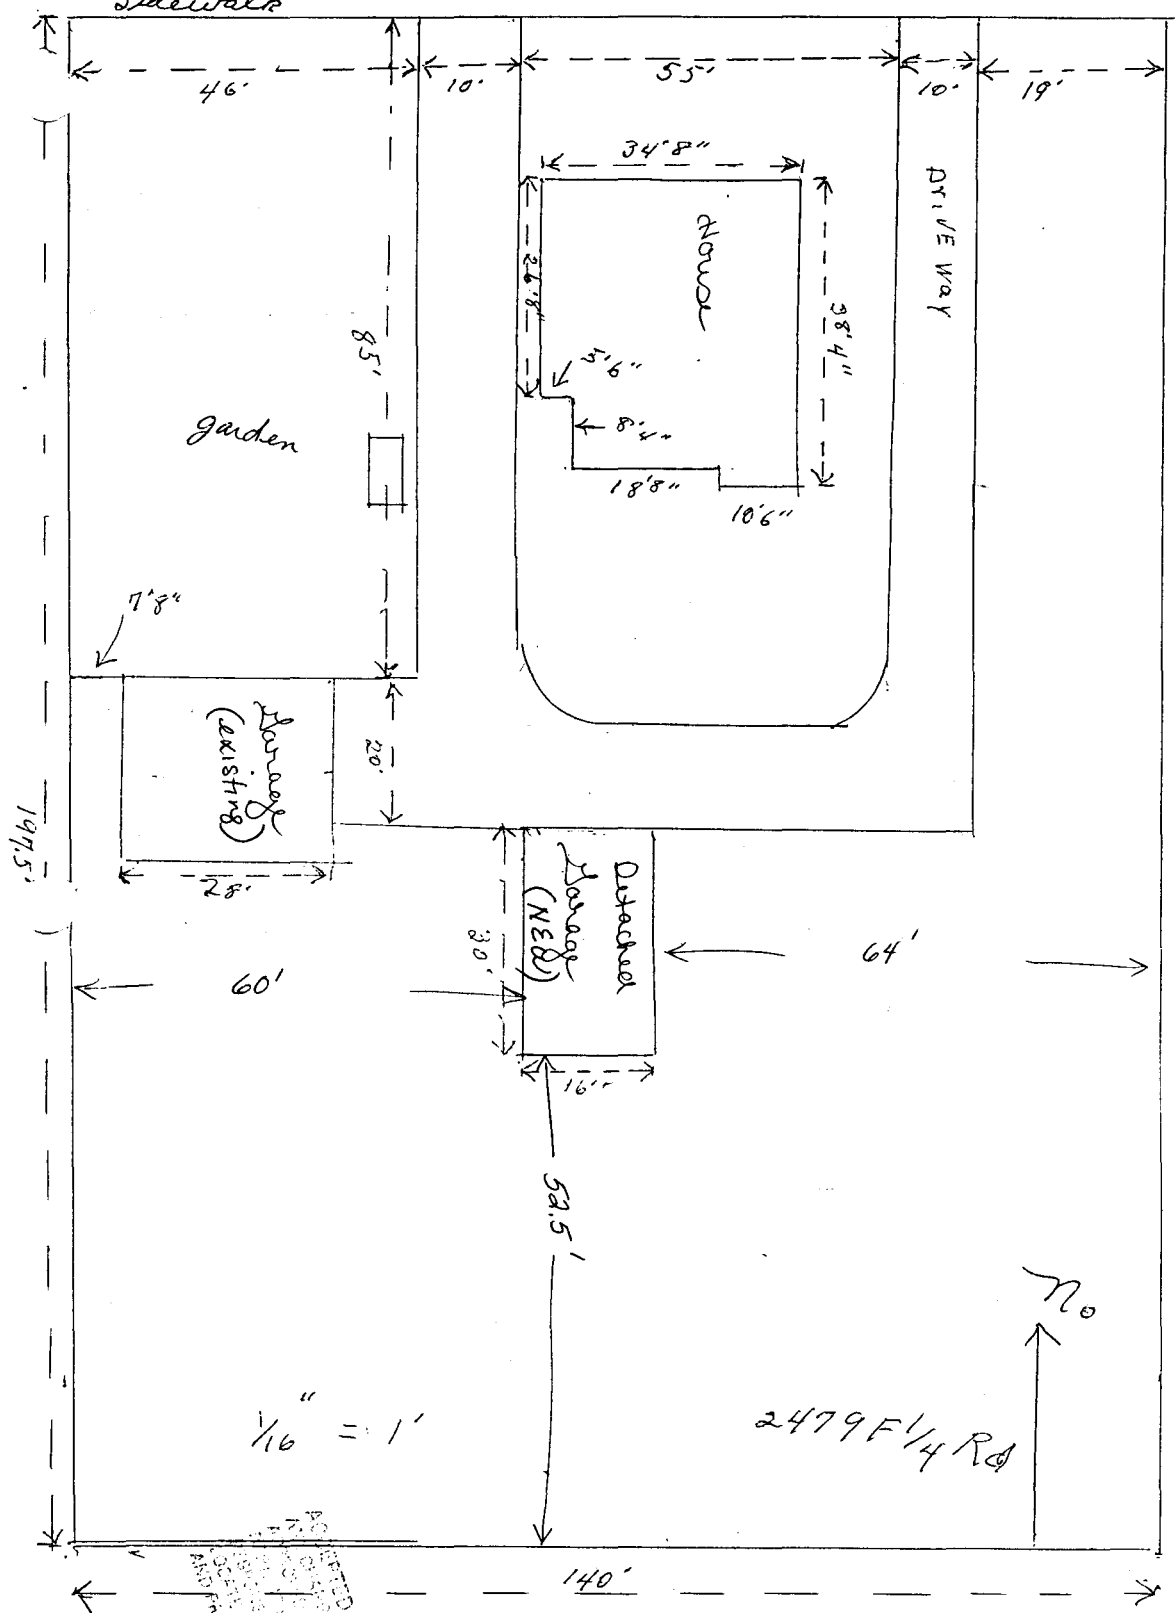 Sidewalk
46'
10'
55'
10'
19'
34'8"
DriVE Way
House
26'8"
38'4"
5'6"
8'4"
18'8"
10'6"
85'
garden
7'8"
Garage
(existing)
20'
28'
197.5'
Detached
Garage
(NEW)
30'
64'
60'
16'
52.5'
No
1/16" = 1'
2479 F 1/4 Rd
140'